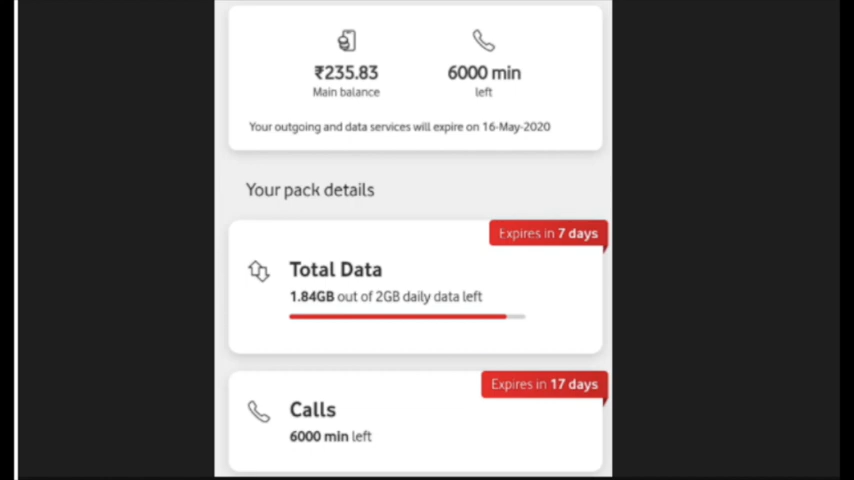 ₹235.83
Main balance
6000 min
left
Your outgoing and data services will expire on 16-May-2020
Your pack details
Expires in 7 days
Total Data
1.84GB out of 2GB daily data left
Expires in 17 days
Calls
6000 min left